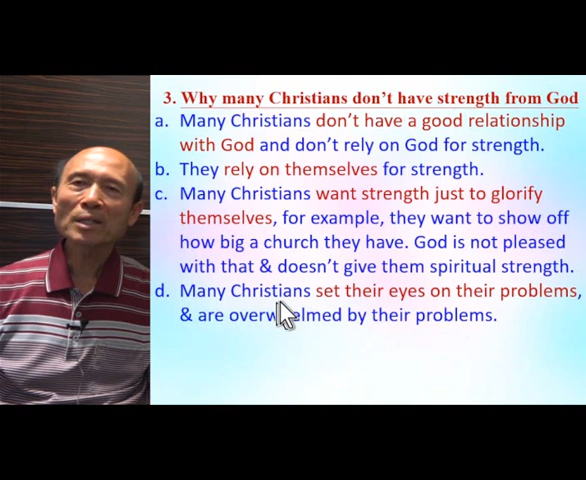 3. Why many Christians don't have strength from God
a. Many Christians don't have a good relationship
with God and don't rely on God for strength.
b. They rely on themselves for strength.
c. Many Christians want strength just to glorify
themselves, for example, they want to show off
how big a church they have. God is not pleased
with that & doesn't give them spiritual strength.
d. Many Christians set their eyes on their problems,
& are overwhelmed by their problems.